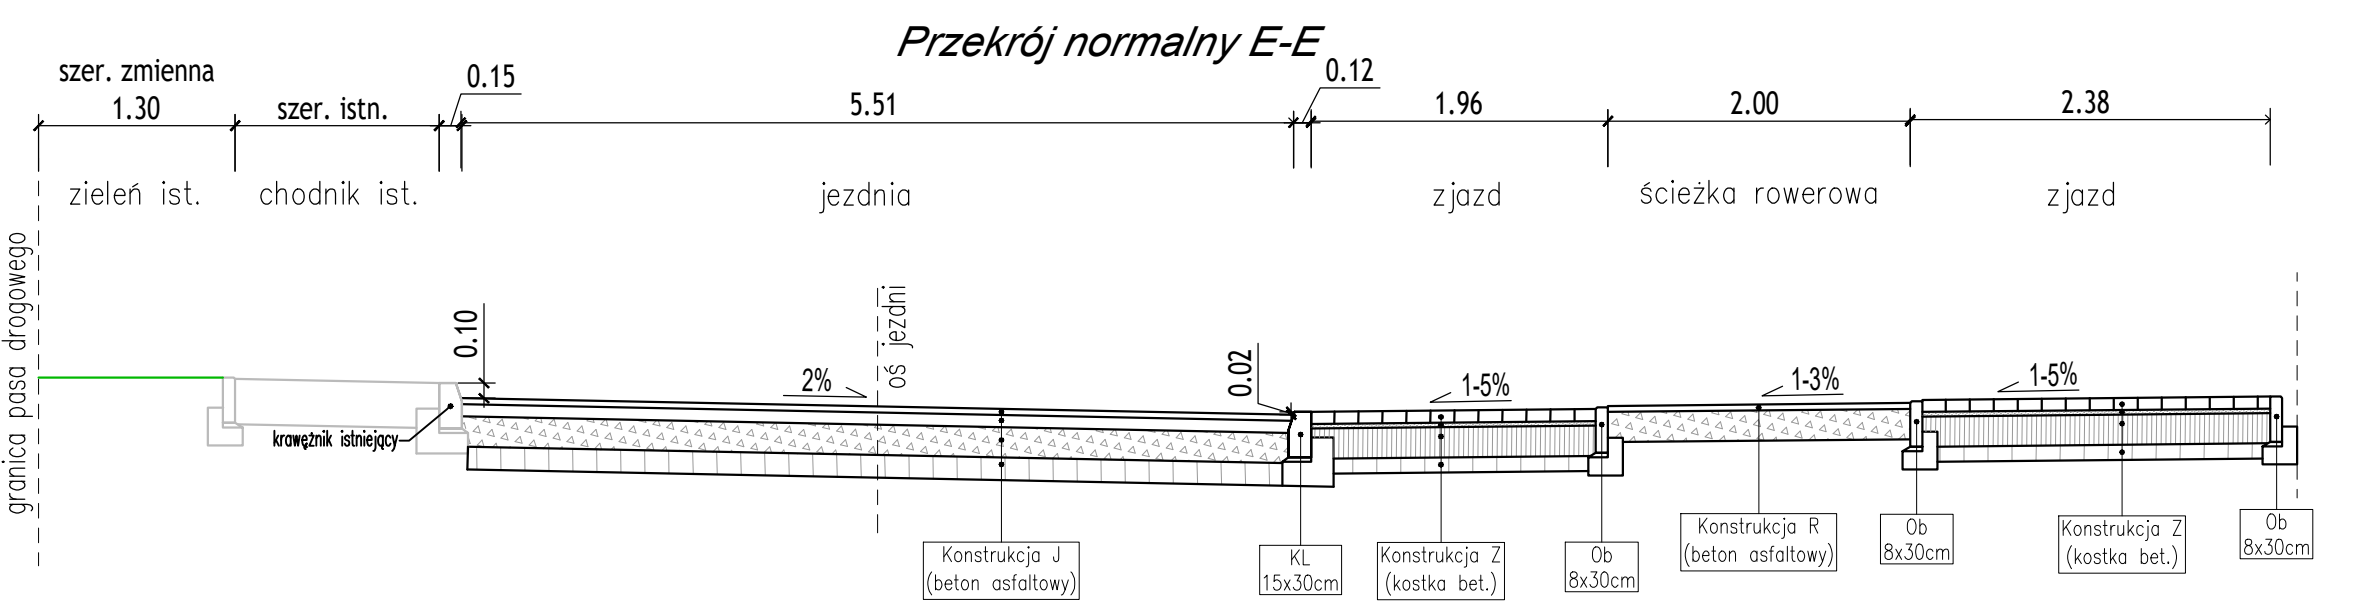 Przekrój normalny E-E
szer. zmienna
1.30
szer. istn.
0.15
5.51
0.12
1.96
2.00
2.38
zieleń ist.
chodnik ist.
jezdnia
zjazd
ścieżka rowerowa
zjazd
granica pasa drogowego
0.10
krawężnik istniejący
2%
oś jezdni
0.02
1-5%
1-3%
1-5%
Konstrukcja J
(beton asfaltowy)
KL
15x30cm
Konstrukcja Z
(kostka bet.)
Ob
8x30cm
Konstrukcja R
(beton asfaltowy)
Ob
8x30cm
Konstrukcja Z
(kostka bet.)
Ob
8x30cm